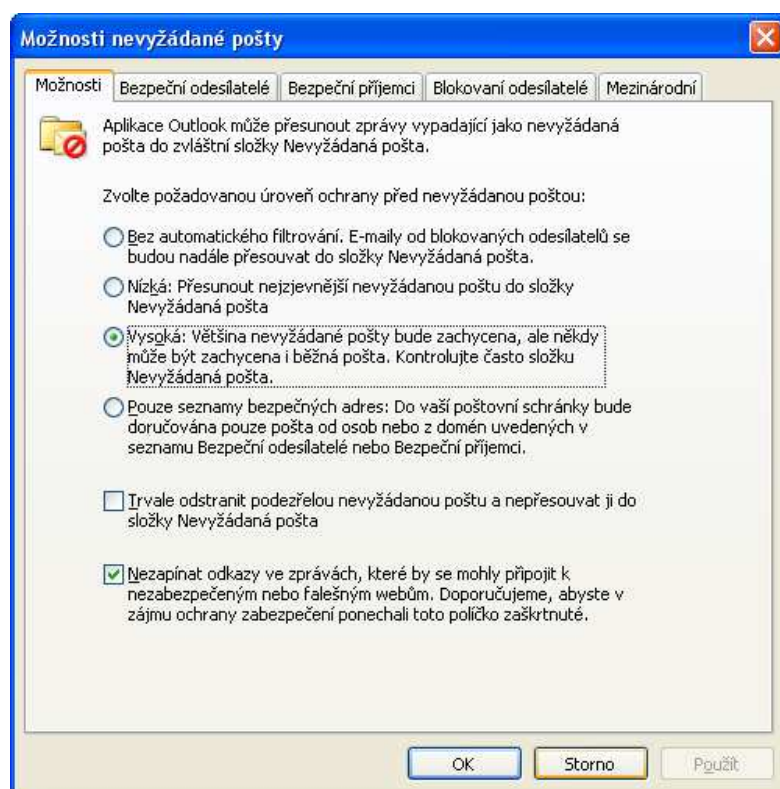 Možnosti nevyžádané pošty
Možnosti Bezpeční odesílatelé Bezpeční příjemci Blokovaní odesílatelé Mezinárodní
Aplikace Outlook může přesunout zprávy vypadající jako nevyžádaná
pošta do zvláštní složky Nevyžádaná pošta.
Zvolte požadovanou úroveň ochrany před nevyžádanou poštou:
Bez automatického filtrování. E-maily od blokovaných odesílatelů se
budou nadále přesouvat do složky Nevyžádaná pošta.
Nízká: Přesunout nejzjevnější nevyžádanou poštu do složky
Nevyžádaná pošta
Vysoká: Většina nevyžádané pošty bude zachycena, ale někdy
může být zachycena i běžná pošta. Kontrolujte často složku
Nevyžádaná pošta.
Pouze seznamy bezpečných adres: Do vaší poštovní schránky bude
doručována pouze pošta od osob nebo z domén uvedených v
seznamu Bezpeční odesílatelé nebo Bezpeční příjemci.
Trvale odstranit podezřelou nevyžádanou poštu a nepřesouvat ji do
složky Nevyžádaná pošta
Nezapínat odkazy ve zprávách, které by se mohly připojit k
nezabezpečeným nebo falešným webům. Doporučujeme, abyste v
zájmu ochrany zabezpečení ponechali toto políčko zaškrtnuté.
OK Storno Použít